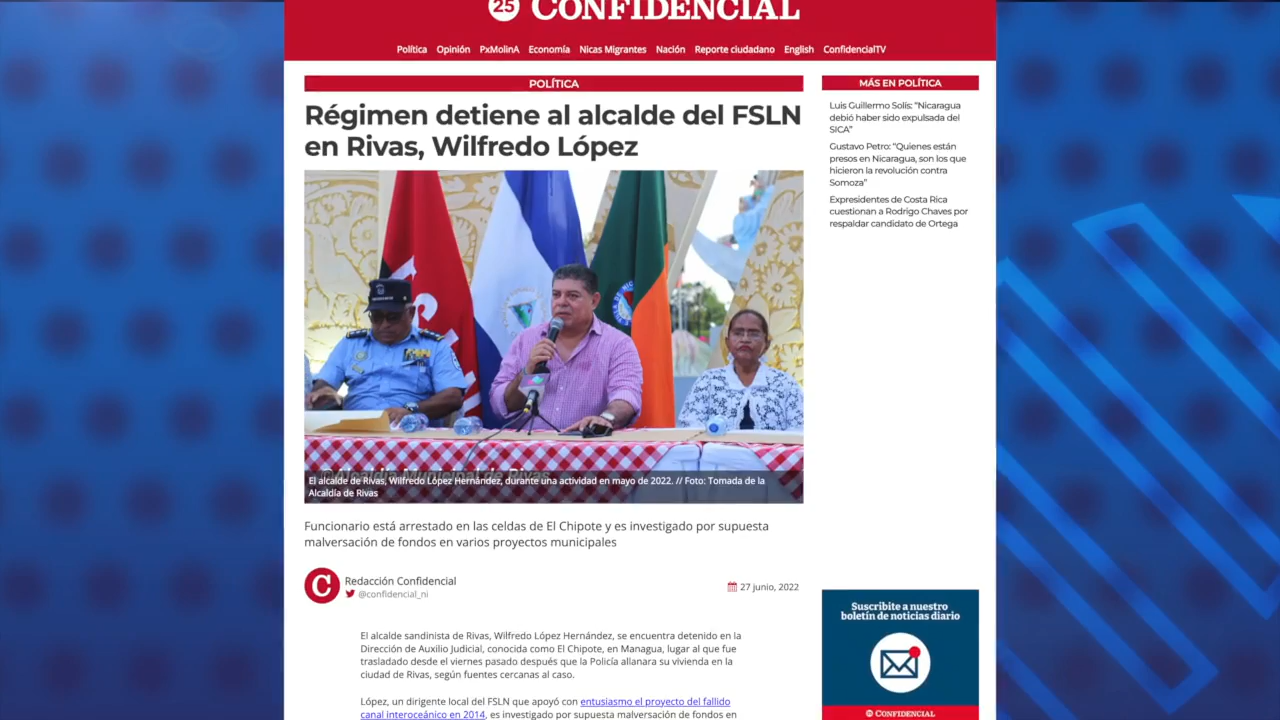 25 CONFIDENCIAL
Política Opinión PxMolinA Economía Nicas Migrantes Nación Reporte ciudadano English ConfidencialTV
POLÍTICA
Régimen detiene al alcalde del FSLN
en Rivas, Wilfredo López
©Alcaldía Municipal de Rivas
El alcalde de Rivas, Wilfredo López Hernández, durante una actividad en mayo de 2022. // Foto: Tomada de la
Alcaldía de Rivas
Funcionario está arrestado en las celdas de El Chipote y es investigado por supuesta
malversación de fondos en varios proyectos municipales
C
Redacción Confidencial
@confidencial_ni
27 junio, 2022
El alcalde sandinista de Rivas, Wilfredo López Hernández, se encuentra detenido en la
Dirección de Auxilio Judicial, conocida como El Chipote, en Managua, lugar al que fue
trasladado desde el viernes pasado después que la Policía allanara su vivienda en la
ciudad de Rivas, según fuentes cercanas al caso.
López, un dirigente local del FSLN que apoyó con entusiasmo el proyecto del fallido
canal interoceánico en 2014, es investigado por supuesta malversación de fondos en
MÁS EN POLÍTICA
Luis Guillermo Solís: “Nicaragua
debió haber sido expulsada del
SICA”
Gustavo Petro: “Quienes están
presos en Nicaragua, son los que
hicieron la revolución contra
Somoza”
Expresidentes de Costa Rica
cuestionan a Rodrigo Chaves por
respaldar candidato de Ortega
Suscribite a nuestro
boletín de noticias diario
CONFIDENCIAL